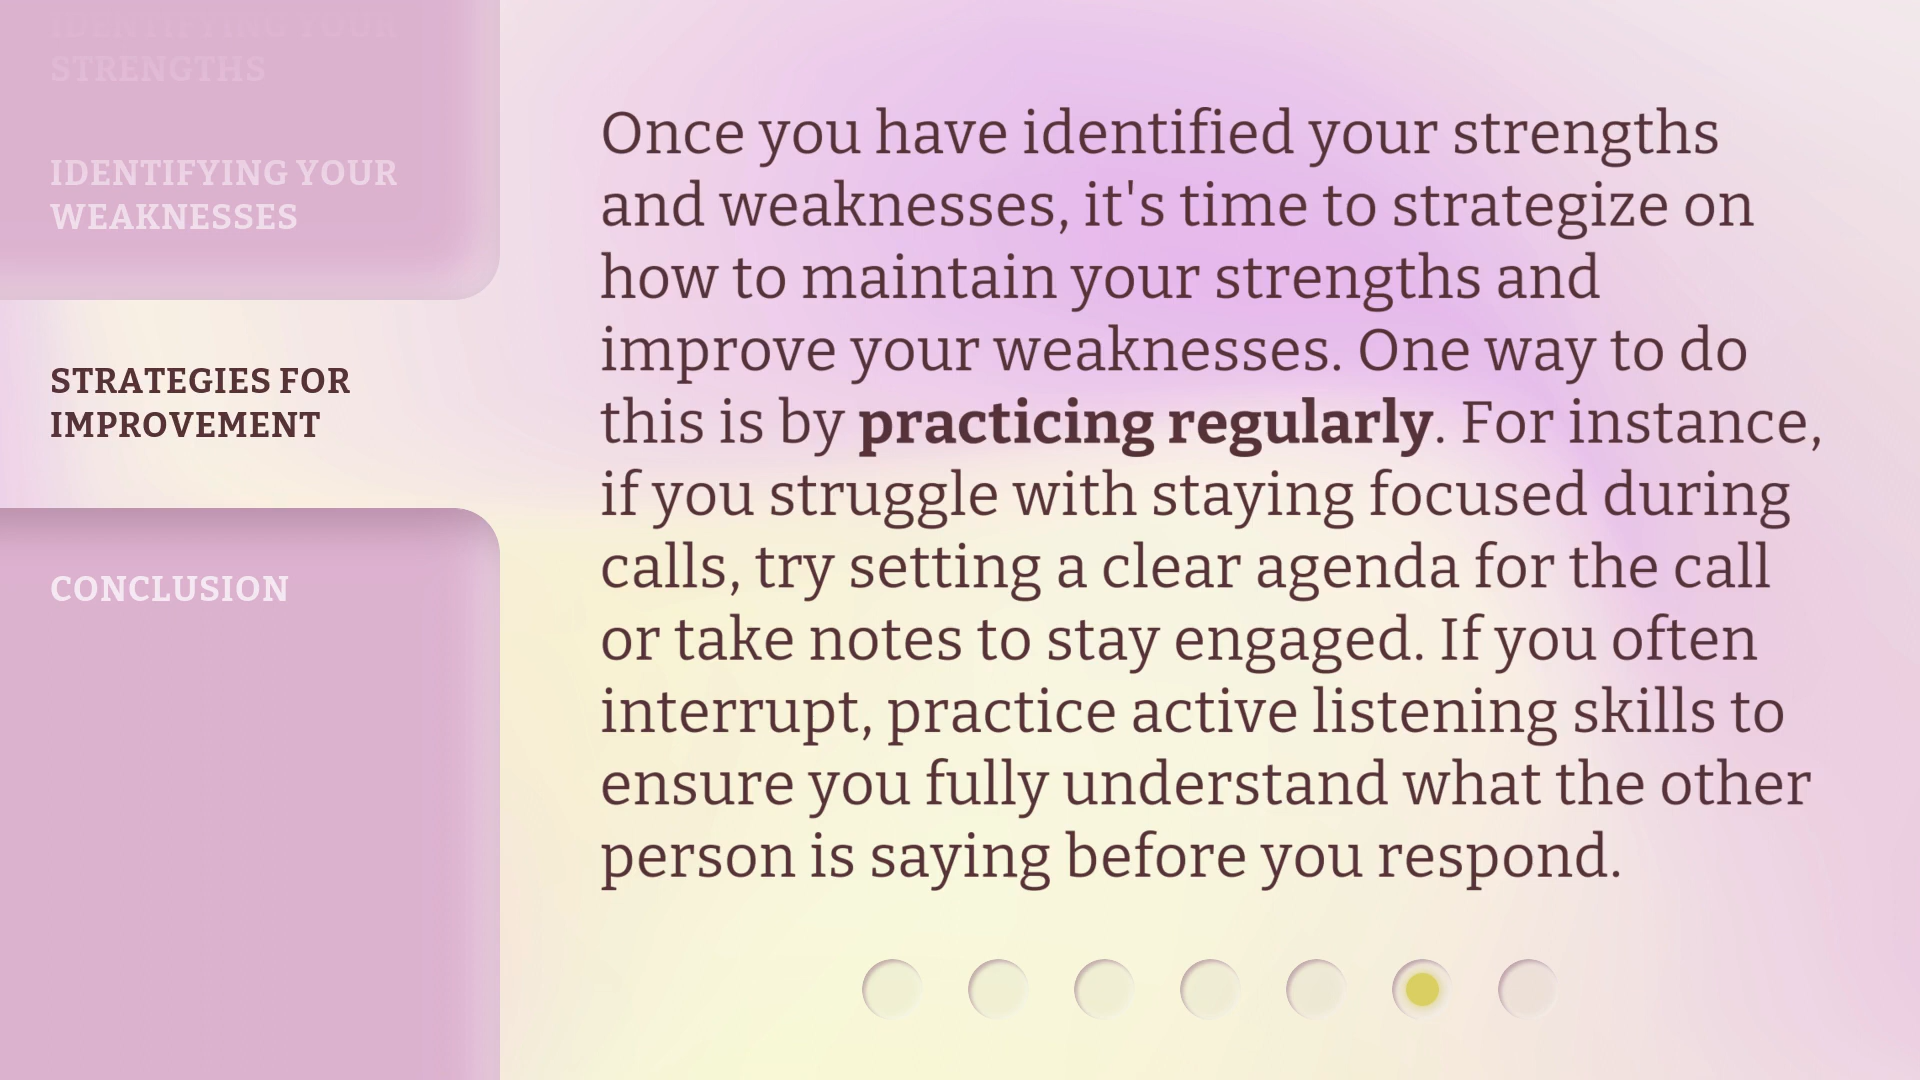 IDENTIFYING YOUR
STRENGTHS
IDENTIFYING YOUR
WEAKNESSES
STRATEGIES FOR
IMPROVEMENT
CONCLUSION
Once you have identified your strengths
and weaknesses, it's time to strategize on
how to maintain your strengths and
improve your weaknesses. One way to do
this is by practicing regularly. For instance,
if you struggle with staying focused during
calls, try setting a clear agenda for the call
or take notes to stay engaged. If you often
interrupt, practice active listening skills to
ensure you fully understand what the other
person is saying before you respond.